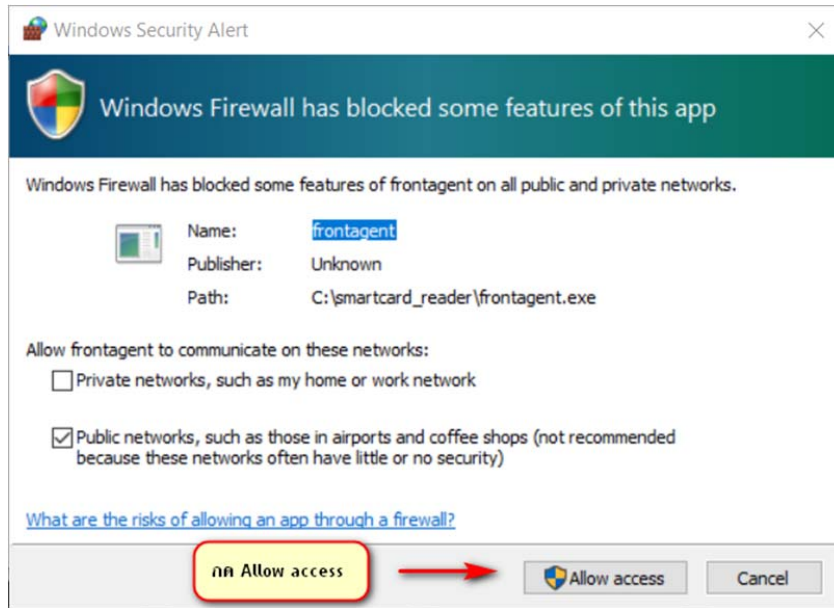 Windows Security Alert
Windows Firewall has blocked some features of this app
Windows Firewall has blocked some features of frontagent on all public and private networks.
Name: frontagent
Publisher: Unknown
Path: C:\smartcard_reader\frontagent.exe
Allow frontagent to communicate on these networks:
Private networks, such as my home or work network
Public networks, such as those in airports and coffee shops (not recommended
because these networks often have little or no security)
What are the risks of allowing an app through a firewall?
กด Allow access
Allow access Cancel